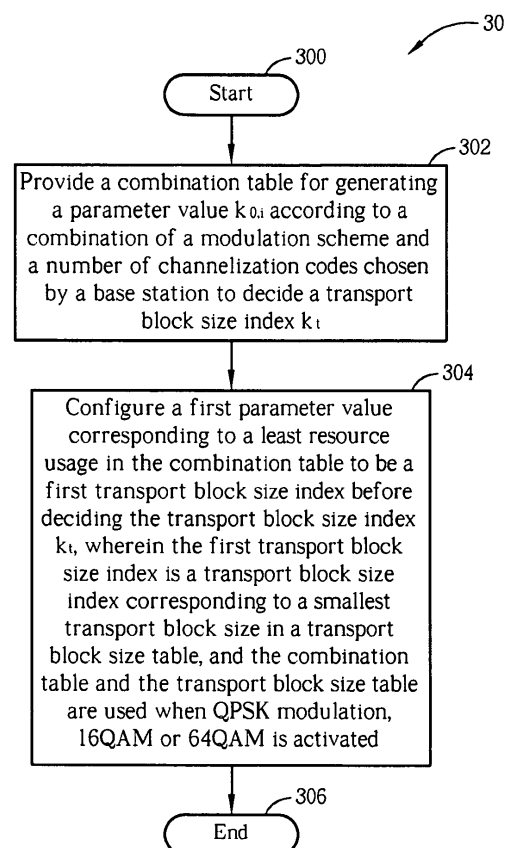 30
300
Start
302
Provide a combination table for generating
a parameter value k0,i according to a
combination of a modulation scheme and
a number of channelization codes chosen
by a base station to decide a transport
block size index kt
304
Configure a first parameter value
corresponding to a least resource
usage in the combination table to be a
first transport block size index before
deciding the transport block size index
kt, wherein the first transport block
size index is a transport block size
index corresponding to a smallest
transport block size in a transport
block size table, and the combination
table and the transport block size table
are used when QPSK modulation,
16QAM or 64QAM is activated
306
End